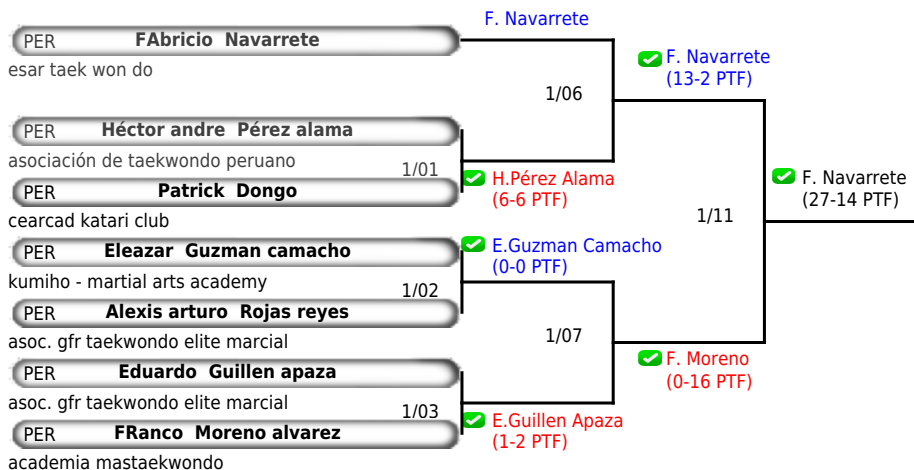 F. Navarrete
PER FAbricio Navarrete
esar taek won do
F. Navarrete
(13-2 PTF)
1/06
PER Héctor andre Pérez alama
asociación de taekwondo peruano
1/01
H.Pérez Alama
(6-6 PTF)
PER Patrick Dongo
cearcad katari club
F. Navarrete
(27-14 PTF)
1/11
PER Eleazar Guzman camacho
kumiho - martial arts academy
E.Guzman Camacho
(0-0 PTF)
1/02
PER Alexis arturo Rojas reyes
asoc. gfr taekwondo elite marcial
1/07
F. Moreno
(0-16 PTF)
PER Eduardo Guillen apaza
asoc. gfr taekwondo elite marcial
1/03
E.Guillen Apaza
(1-2 PTF)
PER FRanco Moreno alvarez
academia mastaekwondo